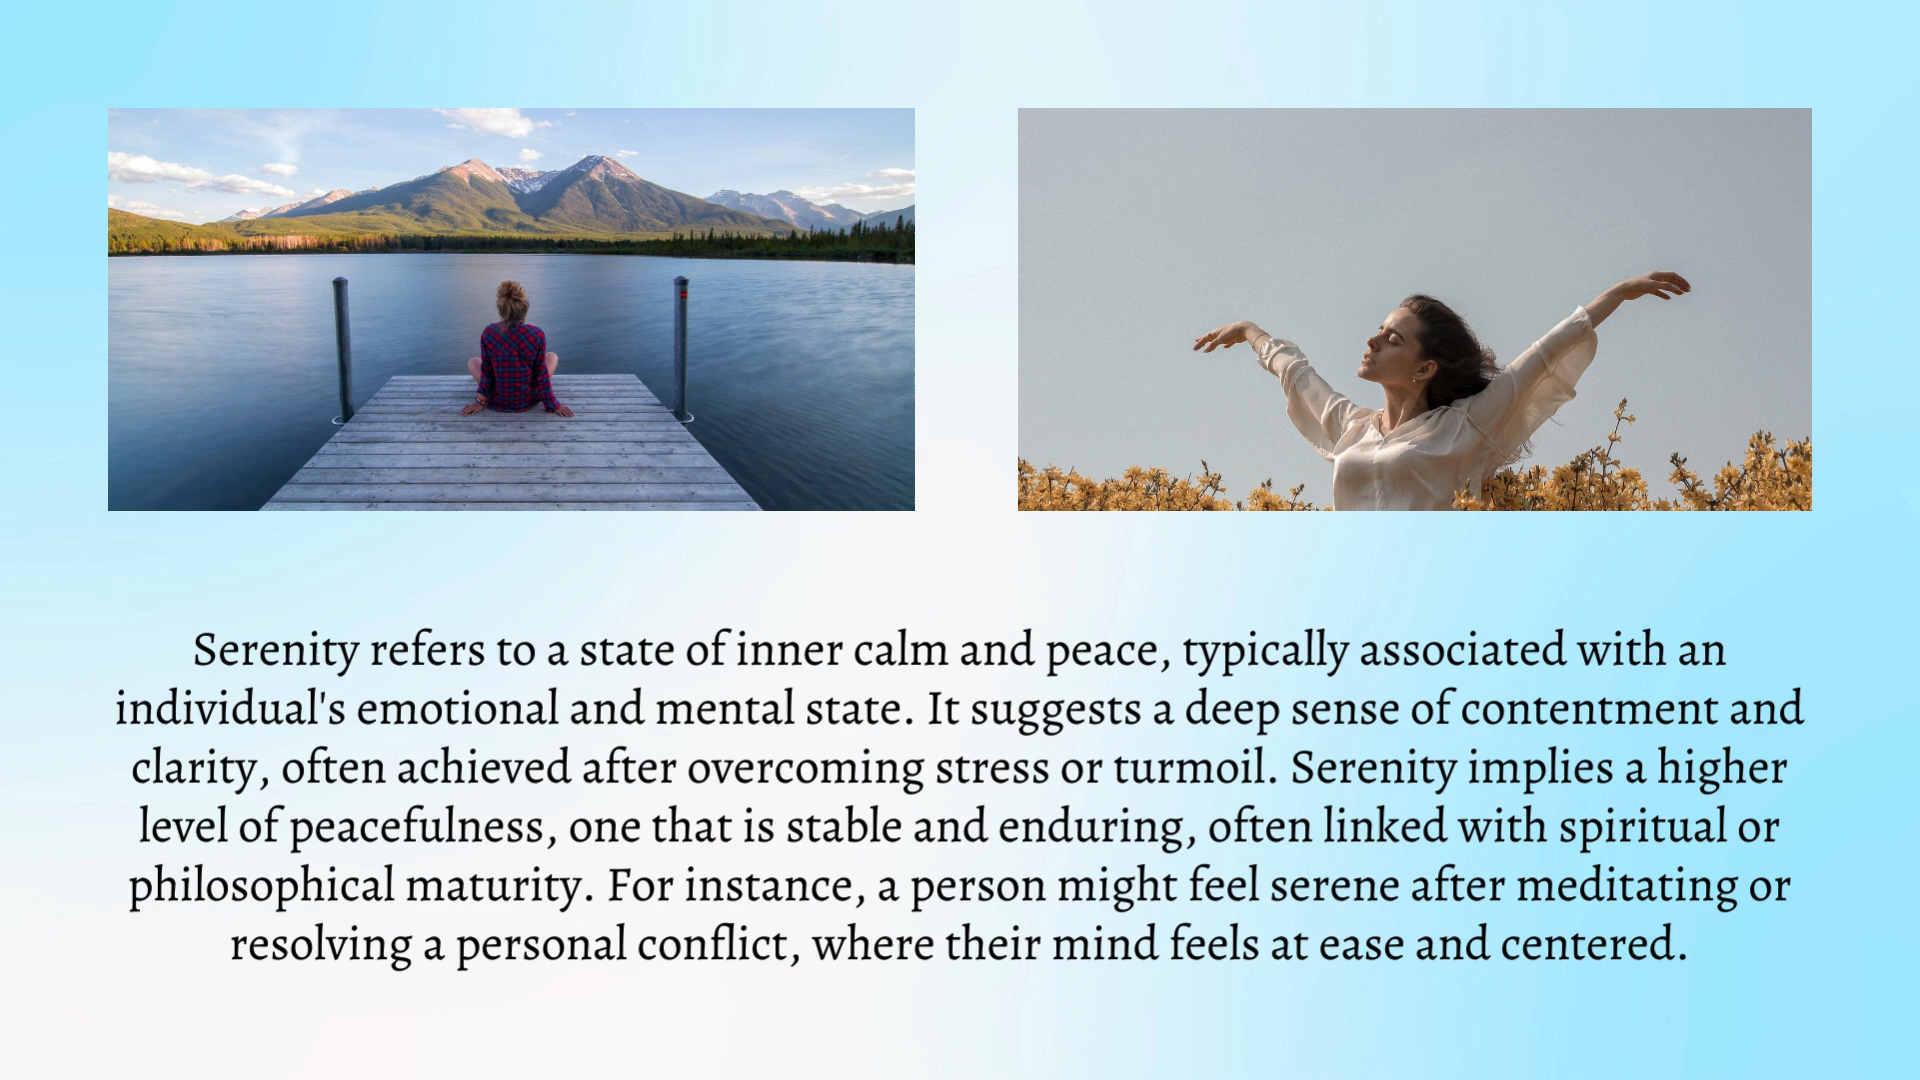 Serenity refers to a state of inner calm and peace, typically associated with an
individual's emotional and mental state. It suggests a deep sense of contentment and
clarity, often achieved after overcoming stress or turmoil. Serenity implies a higher
level of peacefulness, one that is stable and enduring, often linked with spiritual or
philosophical maturity. For instance, a person might feel serene after meditating or
resolving a personal conflict, where their mind feels at ease and centered.